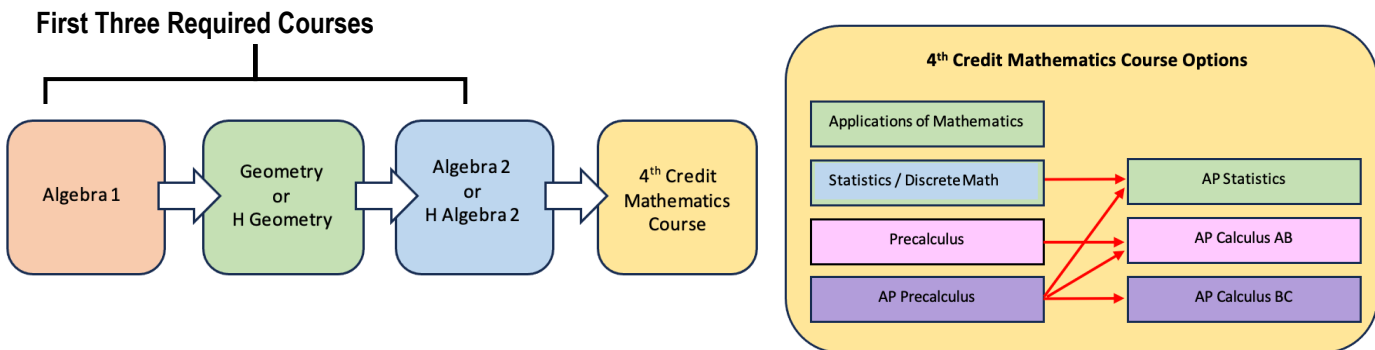 First Three Required Courses
Algebra 1
Geometry
or
H Geometry
Algebra 2
or
H Algebra 2
4th Credit
Mathematics
Course
4th Credit Mathematics Course Options
Applications of Mathematics
Statistics / Discrete Math
AP Statistics
Precalculus
AP Calculus AB
AP Precalculus
AP Calculus BC